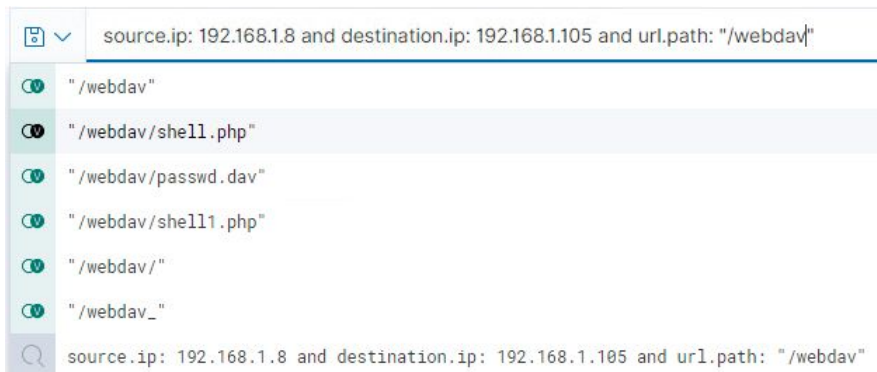 source.ip: 192.168.1.8 and destination.ip: 192.168.1.105 and url.path: "/webdav"
"/webdav"
"/webdav/shell.php"
"/webdav/passwd.dav"
"/webdav/shell1.php"
"/webdav/"
"/webdav_"
source.ip: 192.168.1.8 and destination.ip: 192.168.1.105 and url.path: "/webdav"